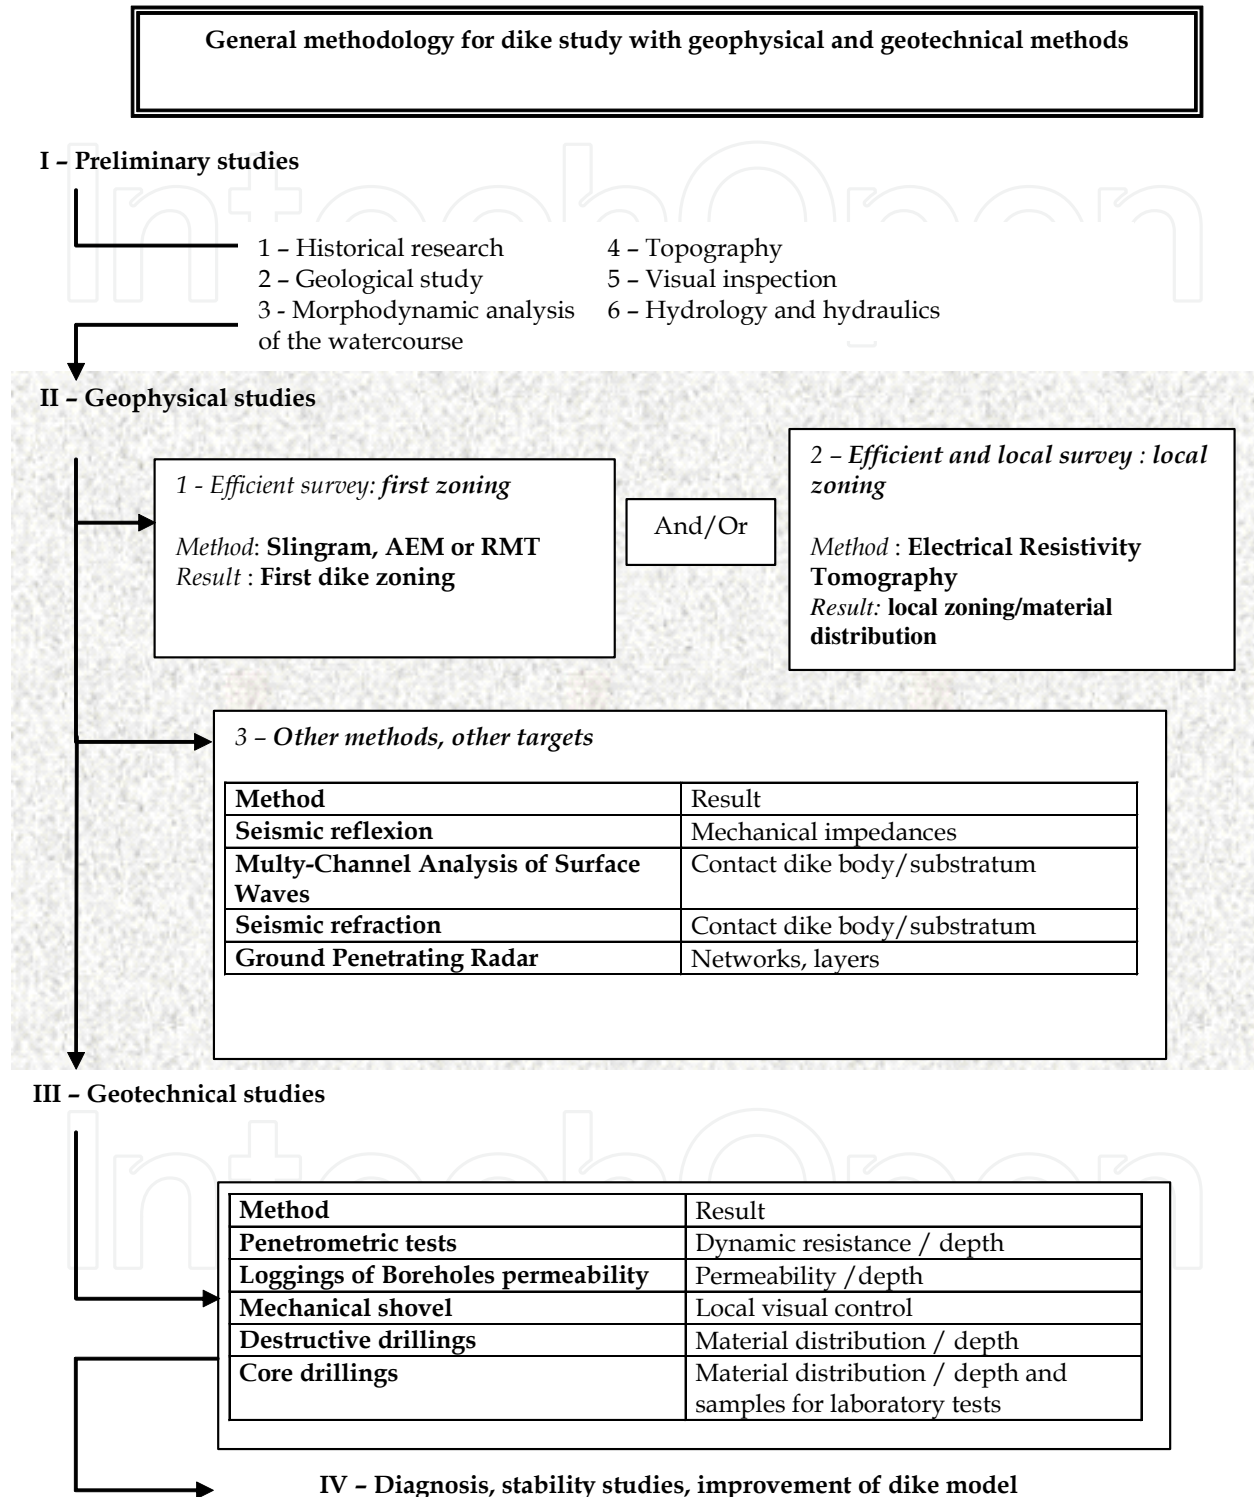 General methodology for dike study with geophysical and geotechnical methods
I – Preliminary studies
1 – Historical research
2 – Geological study
3 - Morphodynamic analysis
of the watercourse
4 – Topography
5 – Visual inspection
6 – Hydrology and hydraulics
II – Geophysical studies
1 - Efficient survey: first zoning
Method: Slingram, AEM or RMT
Result : First dike zoning
And/Or
2 – Efficient and local survey : local
zoning
Method : Electrical Resistivity
Tomography
Result: local zoning/material
distribution
3 – Other methods, other targets
Method Result
Seismic reflexion Mechanical impedances
Multy-Channel Analysis of Surface Contact dike body/substratum
Waves
Seismic refraction Contact dike body/substratum
Ground Penetrating Radar Networks, layers
III – Geotechnical studies
Method Result
Penetrometric tests Dynamic resistance / depth
Loggings of Boreholes permeability Permeability /depth
Mechanical shovel Local visual control
Destructive drillings Material distribution / depth
Core drillings Material distribution / depth and
samples for laboratory tests
IV – Diagnosis, stability studies, improvement of dike model
IntechOpen
IntechOpen